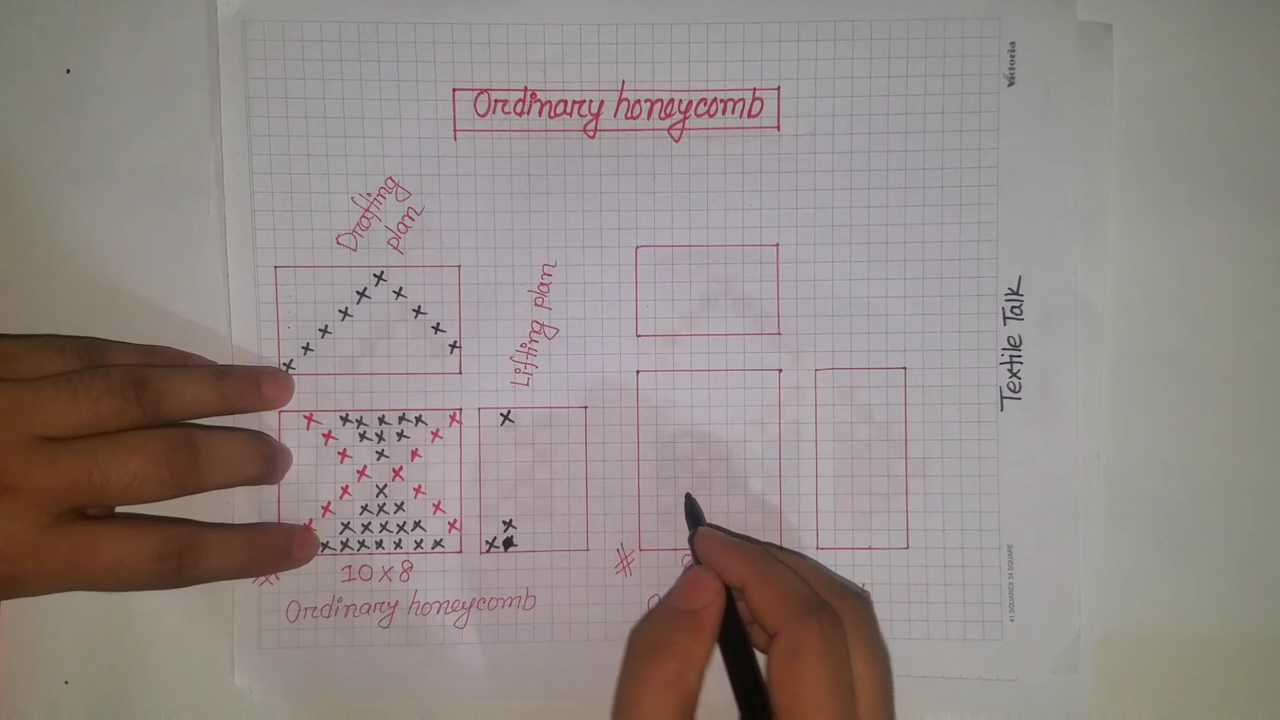 Ordinary honeycomb
Victoria
Drafting
plan
Lifting plan
Textile Talk
#
10×8
Ordinary honeycomb